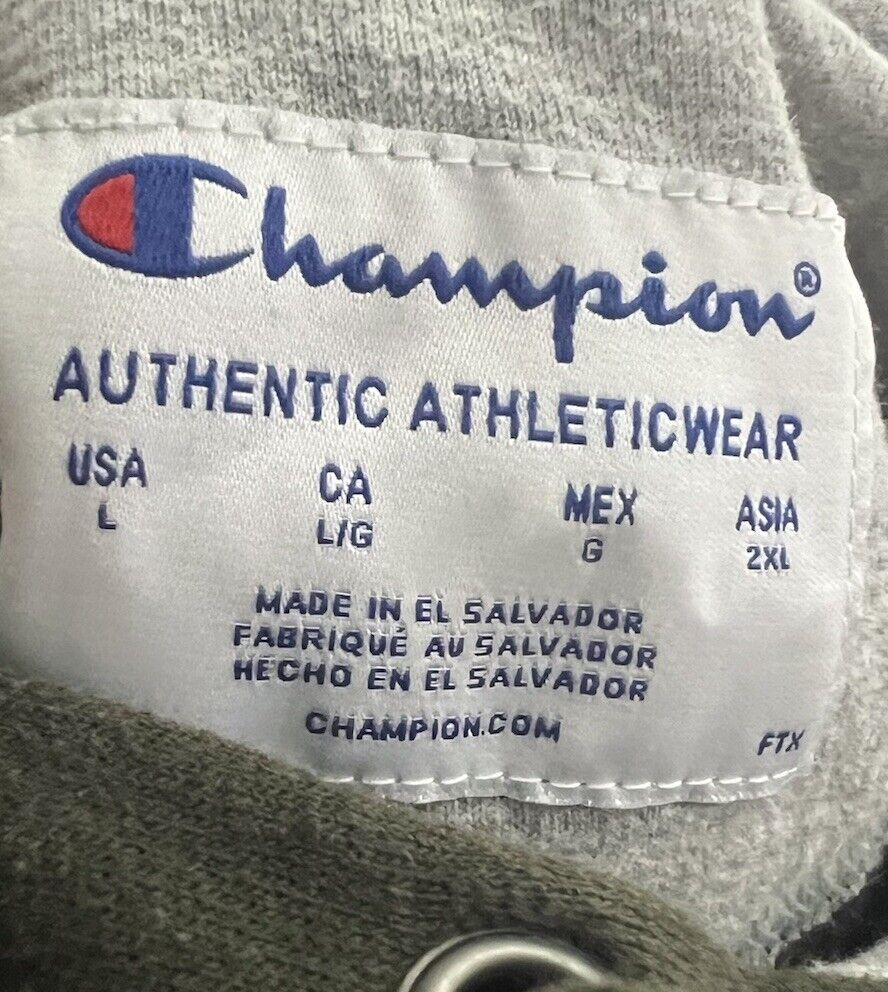 Champion®
AUTHENTIC ATHLETICWEAR
USA CA MEX ASIA
L L/G G 2XL
MADE IN EL SALVADOR
FABRIQUÉ AU SALVADOR
HECHO EN EL SALVADOR
CHAMPION.COM
FTX